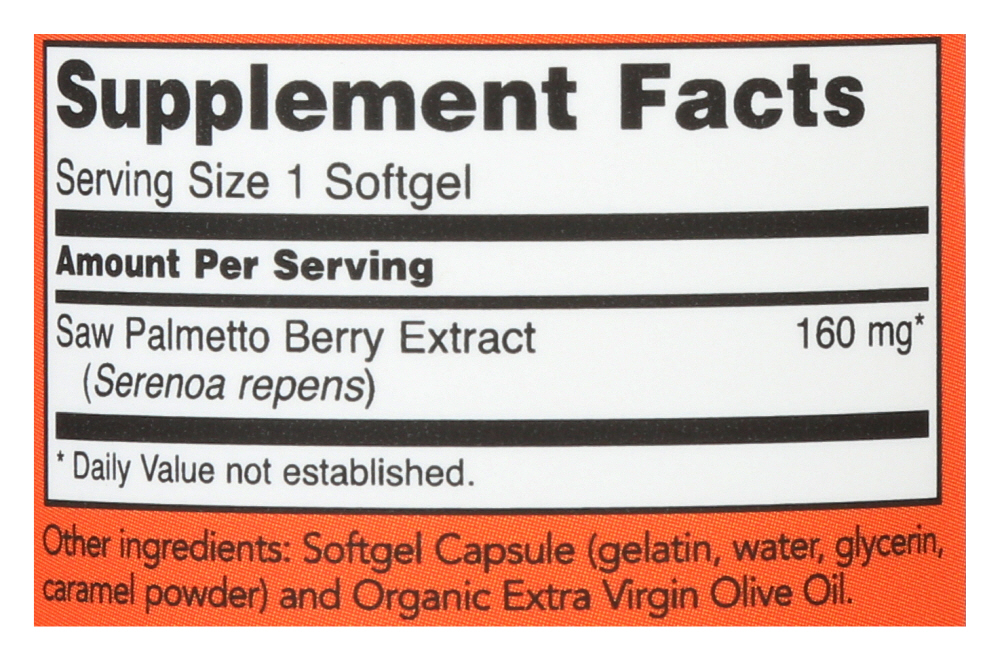 Supplement Facts
Serving Size 1 Softgel
Amount Per Serving
Saw Palmetto Berry Extract 160 mg*
(Serenoa repens)
* Daily Value not established.
Other ingredients: Softgel Capsule (gelatin, water, glycerin,
caramel powder) and Organic Extra Virgin Olive Oil.